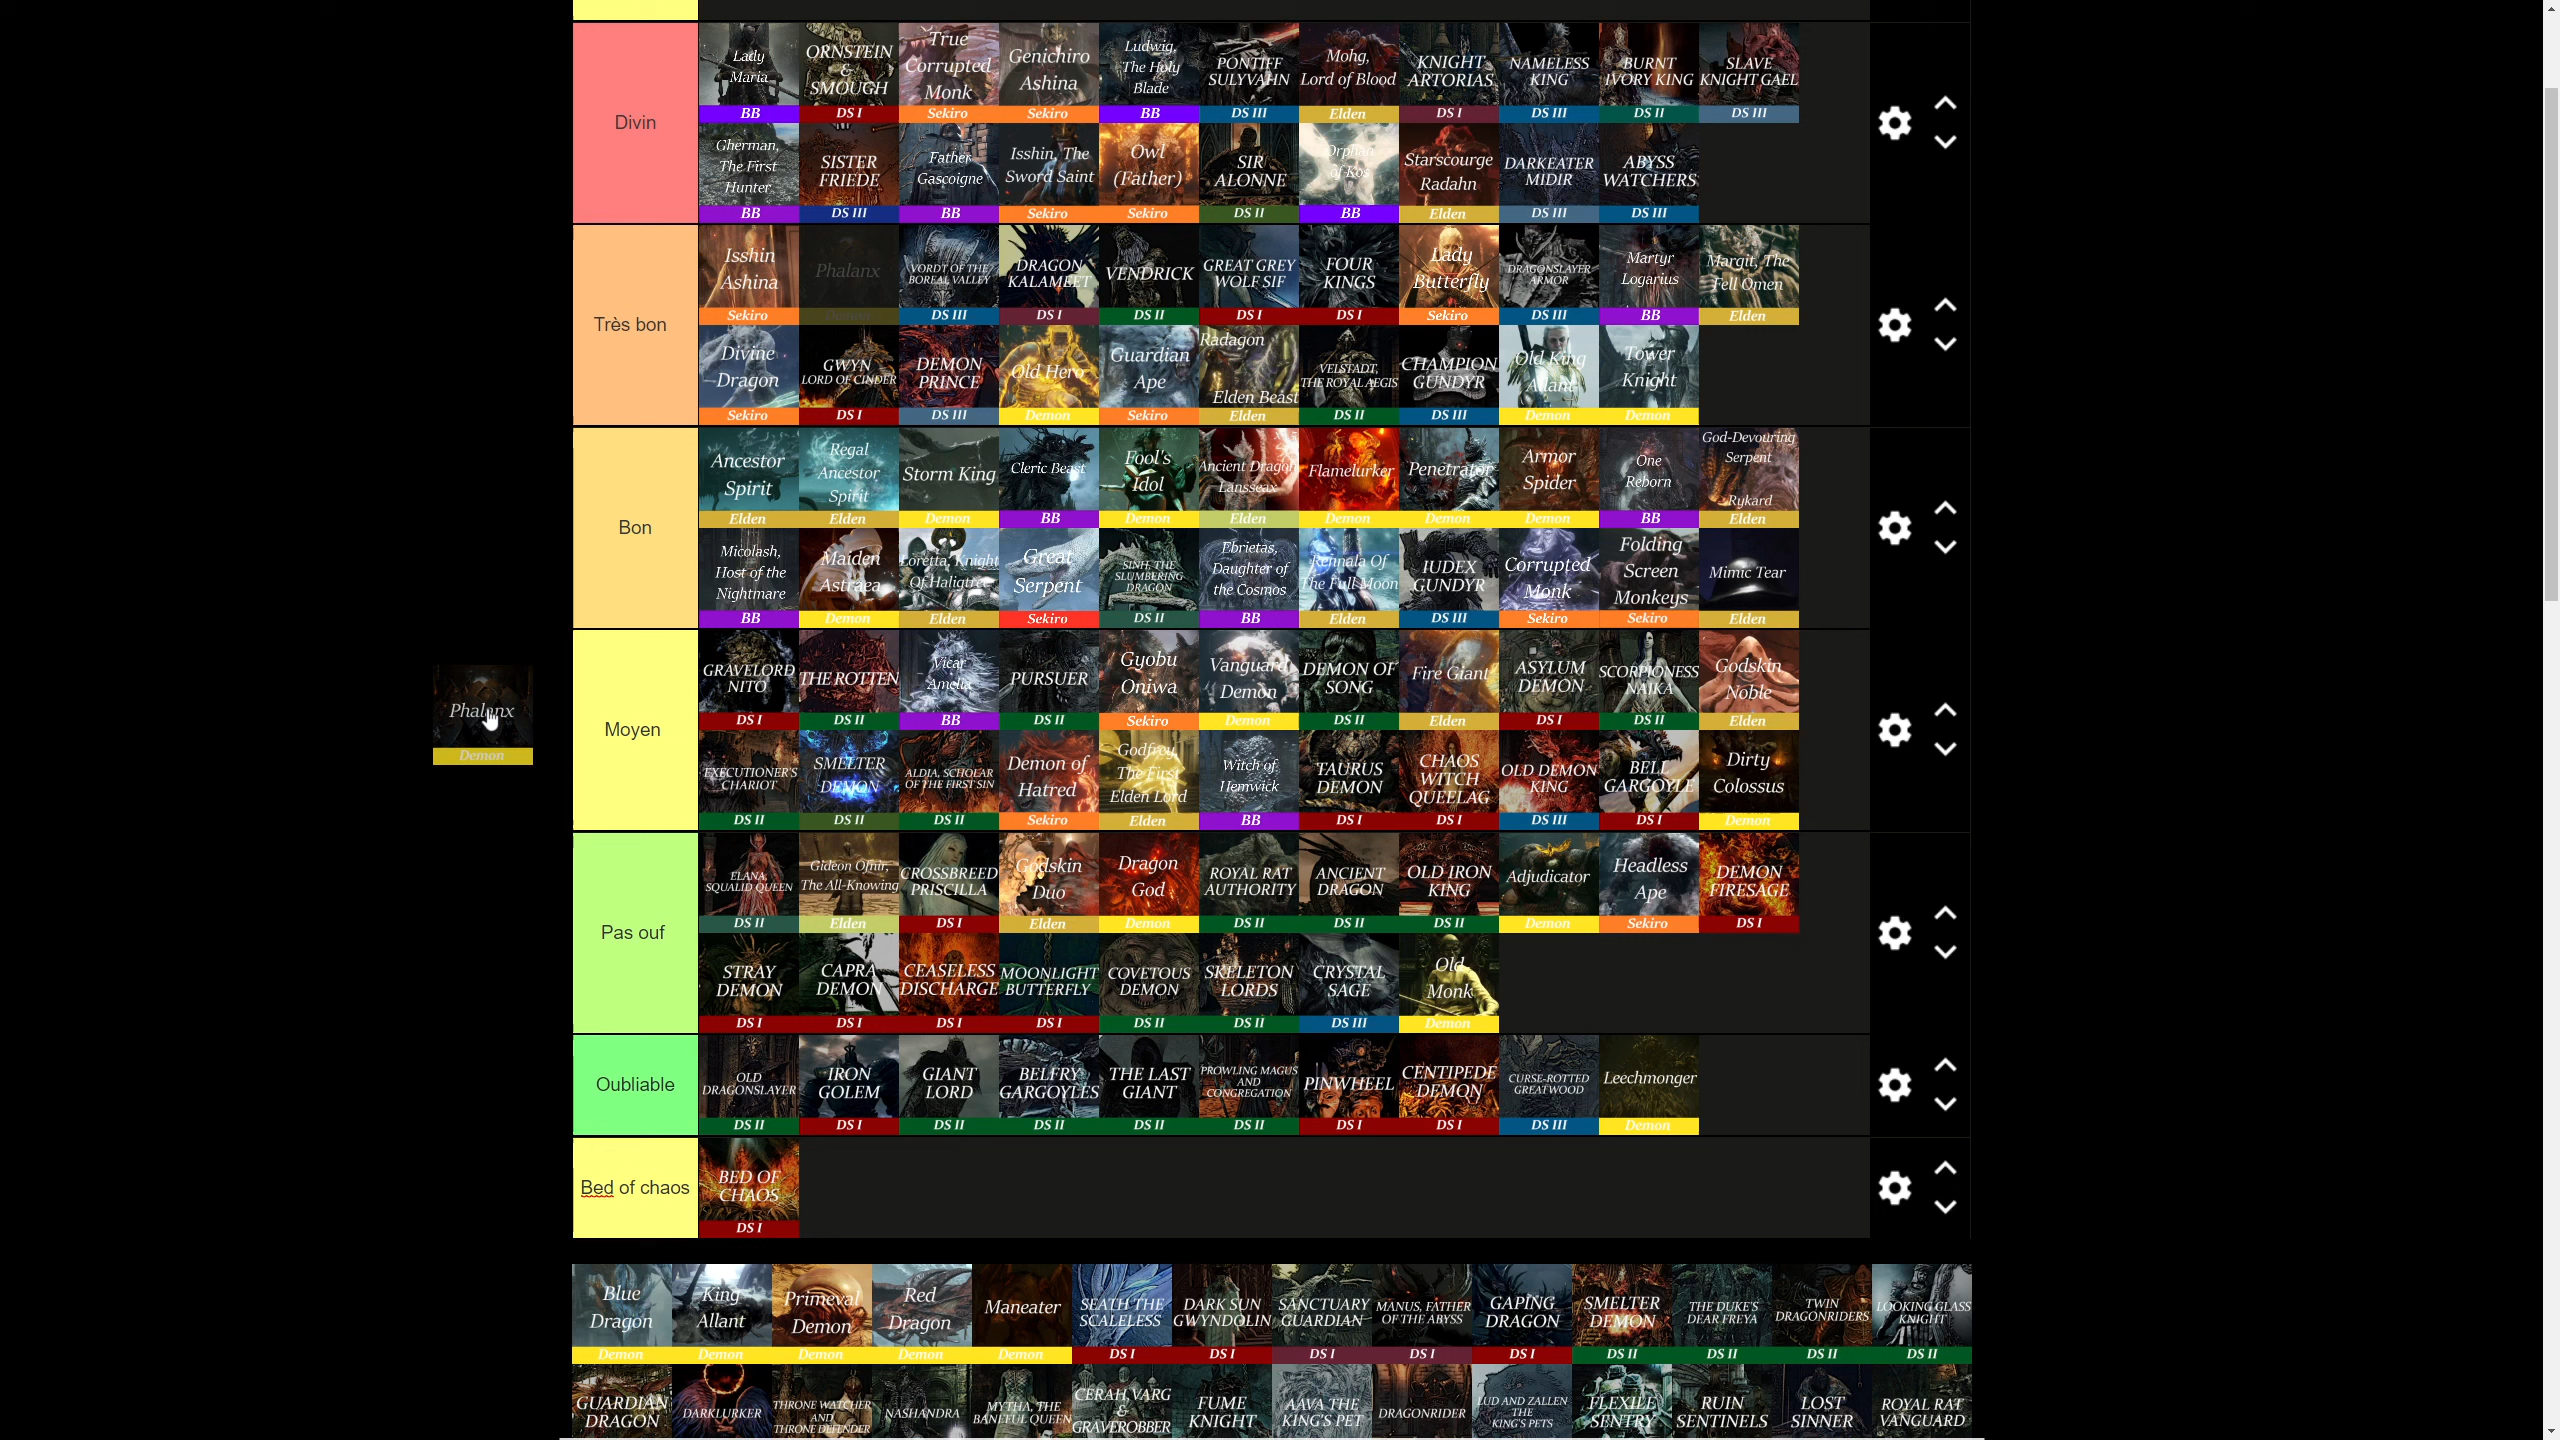 Divin
Lady
Maria
BB
ORNSTEIN
&
SMOUGH
DS I
True
Corrupted
Monk
Sekiro
Genichiro
Ashina
Sekiro
Ludwig,
The Holy
Blade
BB
PONTIFF
SULYVAHN
DS III
Mohg,
Lord of Blood
Elden
KNIGHT
ARTORIAS
DS I
NAMELESS
KING
DS III
BURNT
IVORY KING
DS II
SLAVE
KNIGHT GAEL
DS III
Gherman,
The First
Hunter
BB
SISTER
FRIEDE
DS III
Father
Gascoigne
BB
Isshin, The
Sword Saint
Sekiro
Owl
(Father)
Sekiro
SIR
ALONNE
DS II
Orphan
of Kos
BB
Starscourge
Radahn
Elden
DARKEATER
MIDIR
DS III
ABYSS
WATCHERS
DS III
Très bon
Isshin
Ashina
Sekiro
Phalanx
Demon
VORDT OF THE
BOREAL VALLEY
DS III
DRAGON
KALAMEET
DS I
VENDRICK
DS II
GREAT GREY
WOLF SIF
DS I
FOUR
KINGS
DS I
Lady
Butterfly
Sekiro
DRAGONSLAYER
ARMOR
DS III
Martyr
Logarius
BB
Margit, The
Fell Omen
Elden
Divine
Dragon
Sekiro
GWYN
LORD OF CINDER
DS I
DEMON
PRINCE
DS III
Old Hero
Demon
Guardian
Ape
Sekiro
Radagon
Elden Beast
Elden
VELSTADT,
THE ROYAL AEGIS
DS II
CHAMPION
GUNDYR
DS III
Old King
Allant
Demon
Tower
Knight
Demon
Bon
Ancestor
Spirit
Elden
Regal
Ancestor
Spirit
Elden
Storm King
Demon
Cleric Beast
BB
Fool's
Idol
Demon
Ancient Dragon
Lansseax
Elden
Flamelurker
Demon
Penetrator
Demon
Armor
Spider
Demon
One
Reborn
BB
God-Devouring
Serpent
Rykard
Elden
Micolash,
Host of the
Nightmare
BB
Maiden
Astraea
Demon
Loretta, Knight
Of Haligtree
Elden
Great
Serpent
Sekiro
SINH, THE
SLUMBERING
DRAGON
DS II
Ebrietas,
Daughter of
the Cosmos
BB
Rennala Of
The Full Moon
Elden
IUDEX
GUNDYR
DS III
Corrupted
Monk
Sekiro
Folding
Screen
Monkeys
Sekiro
Mimic Tear
Elden
Moyen
GRAVELORD
NITO
DS I
THE ROTTEN
DS II
Vicar
Amelia
BB
PURSUER
DS II
Gyobu
Oniwa
Sekiro
Vanguard
Demon
Demon
DEMON OF
SONG
DS II
Fire Giant
Elden
ASYLUM
DEMON
DS I
SCORPIONESS
NAJKA
DS II
Godskin
Noble
Elden
Phalanx
Demon
EXECUTIONER'S
CHARIOT
DS II
SMELTER
DEMON
DS II
ALDIA, SCHOLAR
OF THE FIRST SIN
DS II
Demon of
Hatred
Sekiro
Godfrey,
The First
Elden Lord
Elden
Witch of
Hemwick
BB
TAURUS
DEMON
DS I
CHAOS
WITCH
QUEELAG
DS I
OLD DEMON
KING
DS III
BELL
GARGOYLE
DS I
Dirty
Colossus
Demon
Pas ouf
ELANA,
SQUALID QUEEN
DS II
Gideon Ofnir,
The All-Knowing
Elden
CROSSBREED
PRISCILLA
DS I
Godskin
Duo
Elden
Dragon
God
Demon
ROYAL RAT
AUTHORITY
DS II
ANCIENT
DRAGON
DS II
OLD IRON
KING
DS II
Adjudicator
Demon
Headless
Ape
Sekiro
DEMON
FIRESAGE
DS I
STRAY
DEMON
DS I
CAPRA
DEMON
DS I
CEASELESS
DISCHARGE
DS I
MOONLIGHT
BUTTERFLY
DS I
COVETOUS
DEMON
DS II
SKELETON
LORDS
DS II
CRYSTAL
SAGE
DS III
Old
Monk
Demon
Oubliable
OLD
DRAGONSLAYER
DS II
IRON
GOLEM
DS I
GIANT
LORD
DS II
BELFRY
GARGOYLES
DS II
THE LAST
GIANT
DS II
PROWLING MAGUS
AND
CONGREGATION
DS II
PINWHEEL
DS I
CENTIPEDE
DEMON
DS I
CURSE-ROTTED
GREATWOOD
DS III
Leechmonger
Demon
Bed of chaos
BED OF
CHAOS
DS I
Blue
Dragon
Demon
King
Allant
Demon
Primeval
Demon
Demon
Red
Dragon
Demon
Maneater
Demon
SEATH THE
SCALELESS
DS I
DARK SUN
GWYNDOLIN
DS I
SANCTUARY
GUARDIAN
DS I
MANUS, FATHER
OF THE ABYSS
DS I
GAPING
DRAGON
DS I
SMELTER
DEMON
DS II
THE DUKE'S
DEAR FREYA
DS II
TWIN
DRAGONRIDERS
DS II
LOOKING GLASS
KNIGHT
DS II
GUARDIAN
DRAGON
DARKLURKER
THRONE WATCHER
AND
THRONE DEFENDER
NASHANDRA
MYTHA, THE
BANEFUL QUEEN
CERAH, VARG
&
GRAVEROBBER
FUME
KNIGHT
AAVA THE
KING'S PET
DRAGONRIDER
LUD AND ZALLEN
THE
KING'S PETS
FLEXILE
SENTRY
RUIN
SENTINELS
LOST
SINNER
ROYAL RAT
VANGUARD